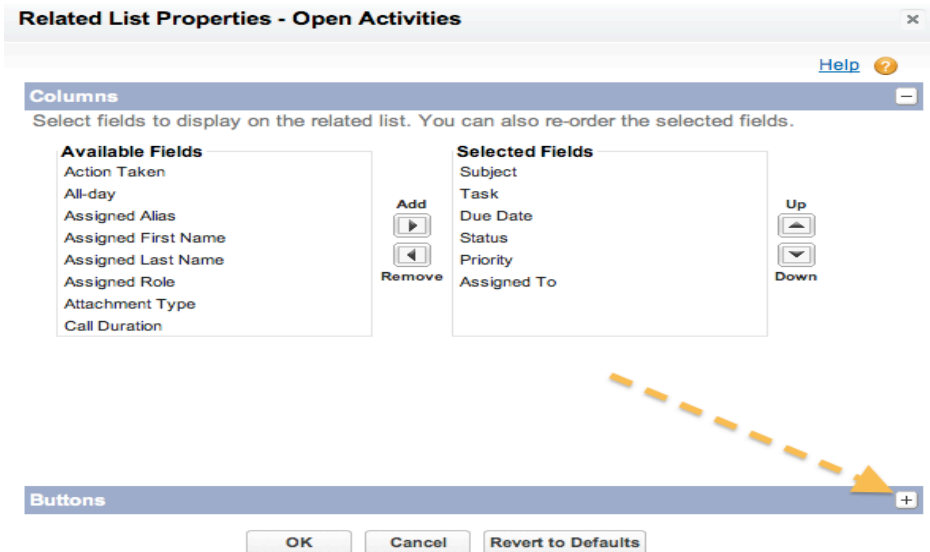 Related List Properties - Open Activities
Help
Columns
Select fields to display on the related list. You can also re-order the selected fields.
Available Fields
Action Taken
All-day
Assigned Alias
Assigned First Name
Assigned Last Name
Assigned Role
Attachment Type
Call Duration
Add
Remove
Selected Fields
Subject
Task
Due Date
Status
Priority
Assigned To
Up
Down
Buttons
OK Cancel Revert to Defaults